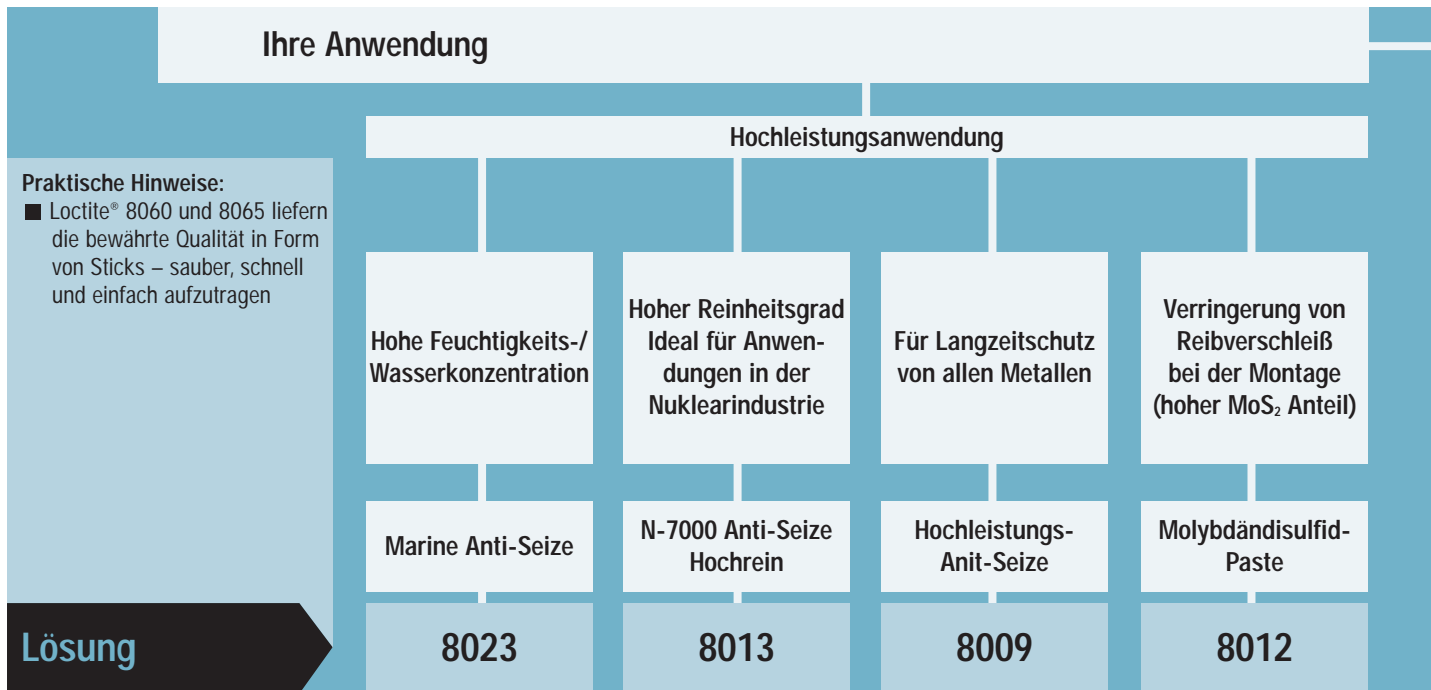 Ihre Anwendung
Hochleistungsanwendung
Praktische Hinweise:
■ Loctite® 8060 und 8065 liefern
die bewährte Qualität in Form
von Sticks – sauber, schnell
und einfach aufzutragen
Hohe Feuchtigkeits-/
Wasserkonzentration
Hoher Reinheitsgrad
Ideal für Anwen-
dungen in der
Nuklearindustrie
Für Langzeitschutz
von allen Metallen
Verringerung von
Reibverschleiß
bei der Montage
(hoher MoS₂ Anteil)
Marine Anti-Seize
N-7000 Anti-Seize
Hochrein
Hochleistungs-
Anit-Seize
Molybdändisulfid-
Paste
Lösung
8023
8013
8009
8012